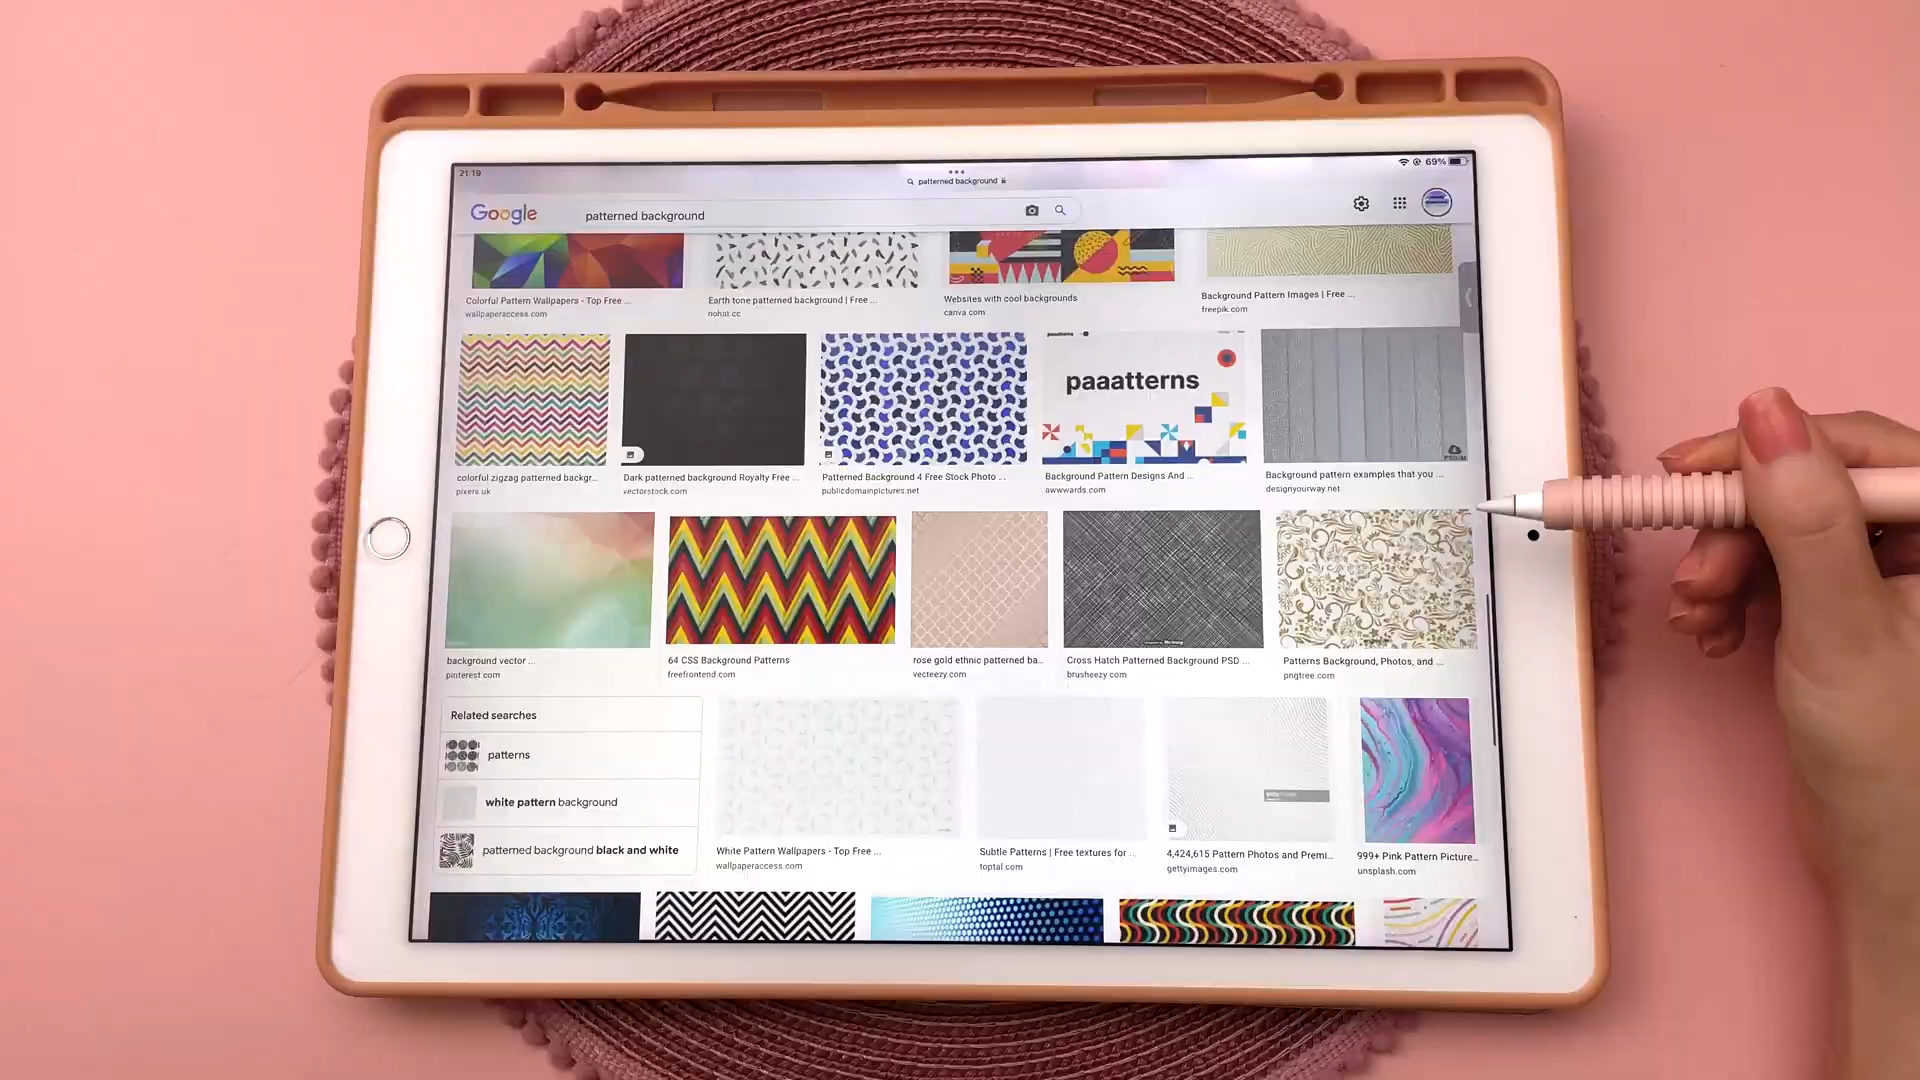 21:19
patterned background
69%
Google
patterned background
Colorful Pattern Wallpapers - Top Free ...
wallpaperaccess.com
Earth tone patterned background | Free ...
nohat.cc
Websites with cool backgrounds
canva.com
Background Pattern Images | Free ...
freepik.com
paaatterns
colorful zigzag patterned backgr...
pixers.uk
Dark patterned background Royalty Free ...
vectorstock.com
Patterned Background 4 Free Stock Photo ...
publicdomainpictures.net
Background Pattern Designs And ...
awwwards.com
Background pattern examples that you ...
designyourway.net
background vector ...
pinterest.com
64 CSS Background Patterns
freefrontend.com
rose gold ethnic patterned ba...
vecteezy.com
Cross Hatch Patterned Background PSD ...
brusheezy.com
Patterns Background, Photos, and ...
pngtree.com
Related searches
patterns
white pattern background
patterned background black and white
White Pattern Wallpapers - Top Free ...
wallpaperaccess.com
Subtle Patterns | Free textures for ...
toptal.com
4,424,615 Pattern Photos and Premi...
gettyimages.com
999+ Pink Pattern Picture...
unsplash.com